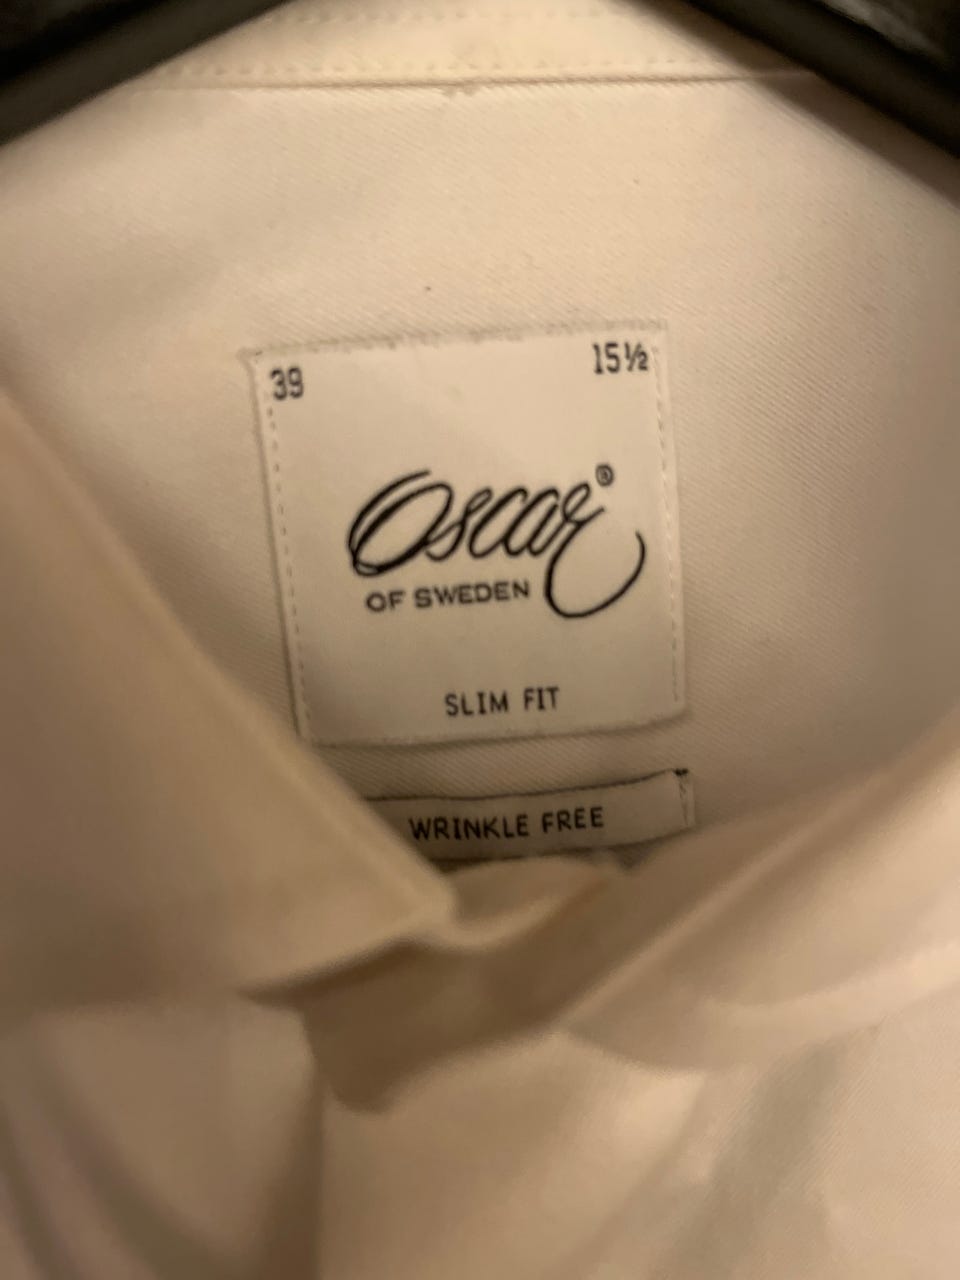 39 15½
Oscar®
OF SWEDEN
SLIM FIT
WRINKLE FREE